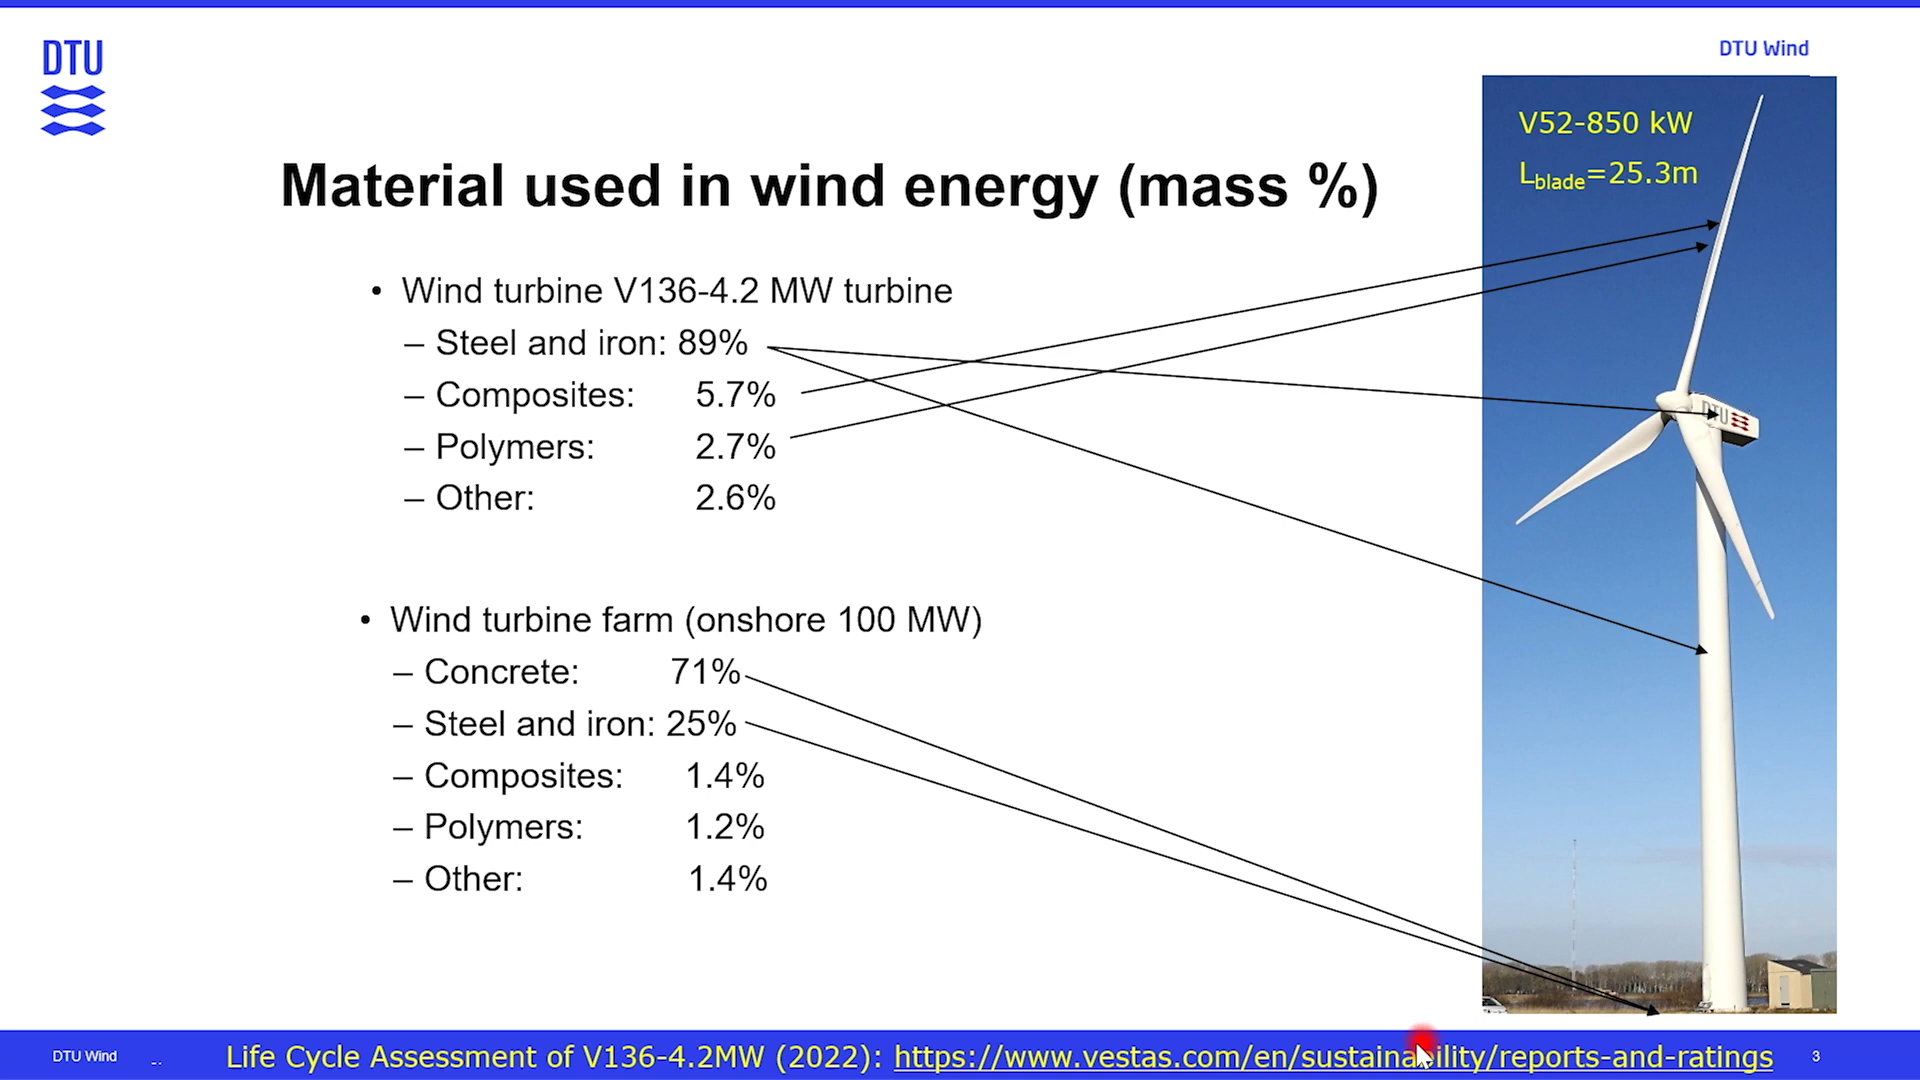 DTU
DTU Wind
V52-850 kW
Lblade=25.3m
Material used in wind energy (mass %)
• Wind turbine V136-4.2 MW turbine
– Steel and iron: 89%
– Composites: 5.7%
– Polymers: 2.7%
– Other: 2.6%
DTU
• Wind turbine farm (onshore 100 MW)
– Concrete: 71%
– Steel and iron: 25%
– Composites: 1.4%
– Polymers: 1.2%
– Other: 1.4%
DTU Wind
Life Cycle Assessment of V136-4.2MW (2022): https://www.vestas.com/en/sustainability/reports-and-ratings
3